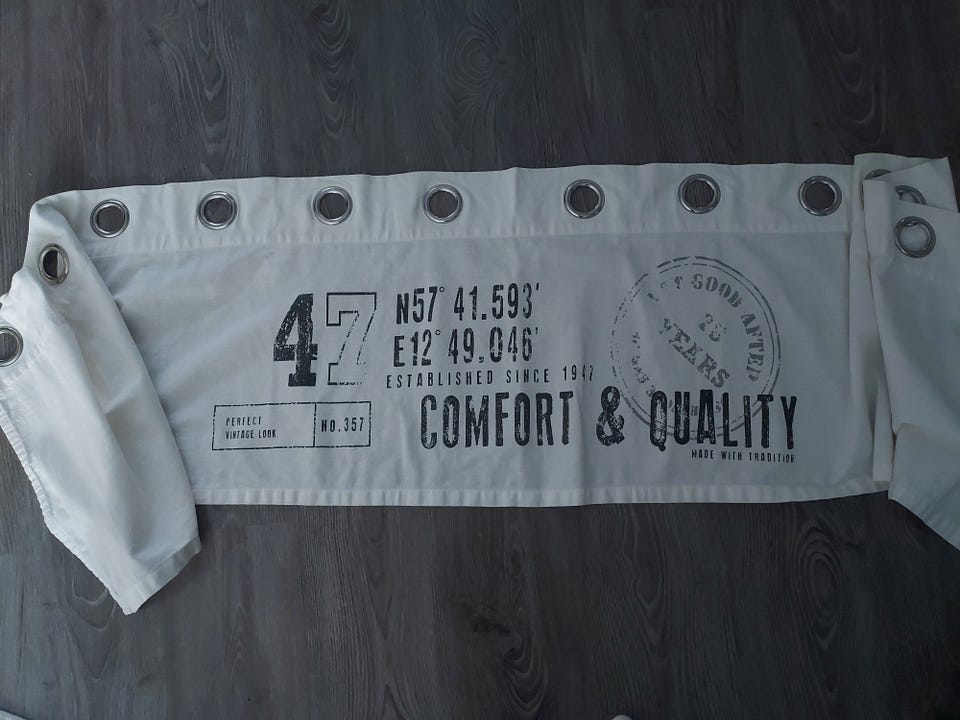 47
N57° 41.593'
E12° 49.046'
ESTABLISHED SINCE 1947
PERFECT
VINTAGE LOOK
NO.357
GOOD AFTER
YEARS
COMFORT & QUALITY
MADE WITH TRADITION